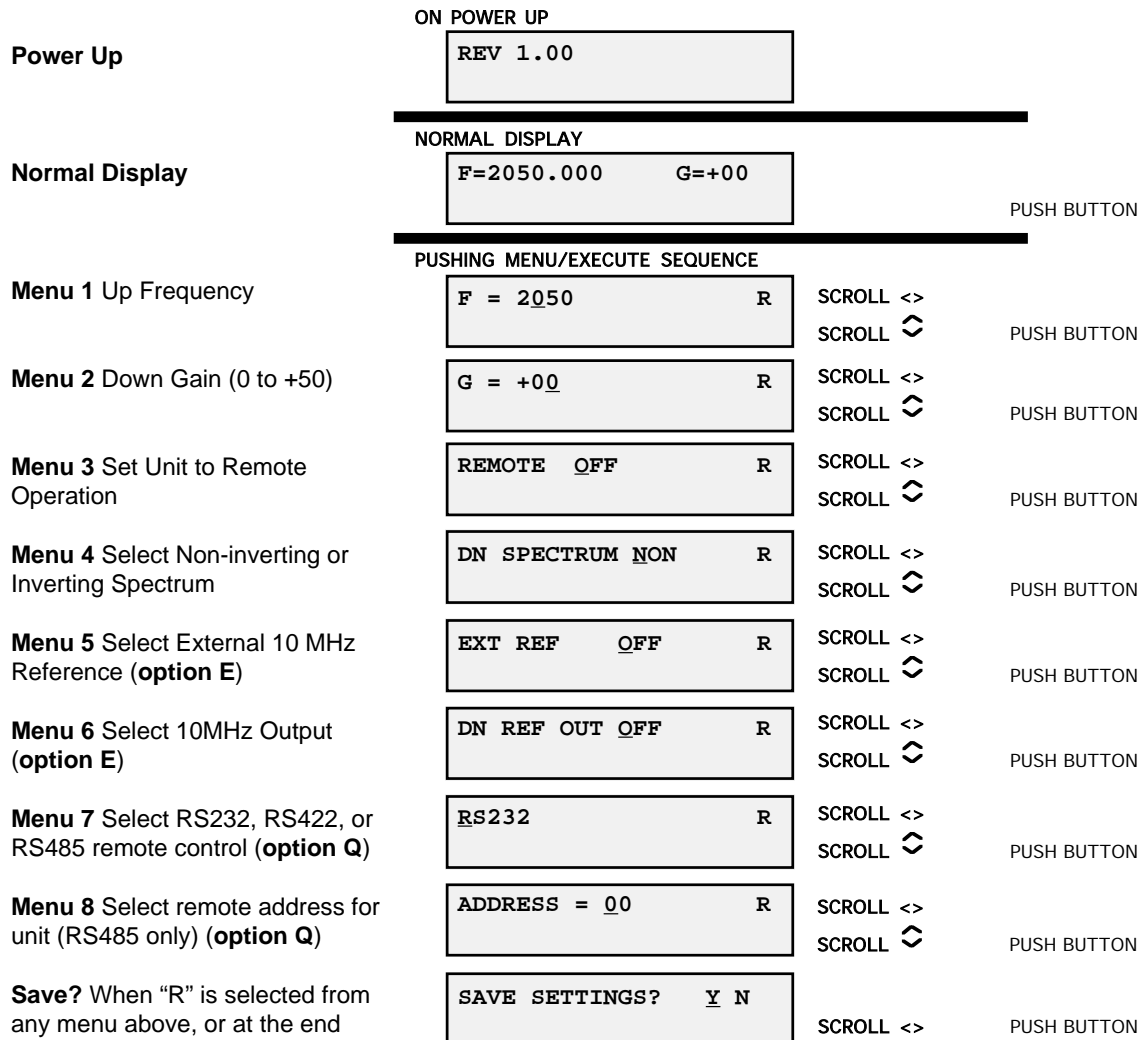 ON POWER UP
Power Up
REV 1.00
NORMAL DISPLAY
Normal Display
F=2050.000 G=+00
PUSH BUTTON
PUSHING MENU/EXECUTE SEQUENCE
Menu 1 Up Frequency
F = 2050 R
SCROLL <>
SCROLL
PUSH BUTTON
Menu 2 Down Gain (0 to +50)
G = +00 R
SCROLL <>
SCROLL
PUSH BUTTON
Menu 3 Set Unit to Remote
Operation
REMOTE OFF R
SCROLL <>
SCROLL
PUSH BUTTON
Menu 4 Select Non-inverting or
Inverting Spectrum
DN SPECTRUM NON R
SCROLL <>
SCROLL
PUSH BUTTON
Menu 5 Select External 10 MHz
Reference (option E)
EXT REF OFF R
SCROLL <>
SCROLL
PUSH BUTTON
Menu 6 Select 10MHz Output
(option E)
DN REF OUT OFF R
SCROLL <>
SCROLL
PUSH BUTTON
Menu 7 Select RS232, RS422, or
RS485 remote control (option Q)
RS232 R
SCROLL <>
SCROLL
PUSH BUTTON
Menu 8 Select remote address for
unit (RS485 only) (option Q)
ADDRESS = 00 R
SCROLL <>
SCROLL
PUSH BUTTON
Save? When “R” is selected from
any menu above, or at the end
SAVE SETTINGS? Y N
SCROLL <>
PUSH BUTTON